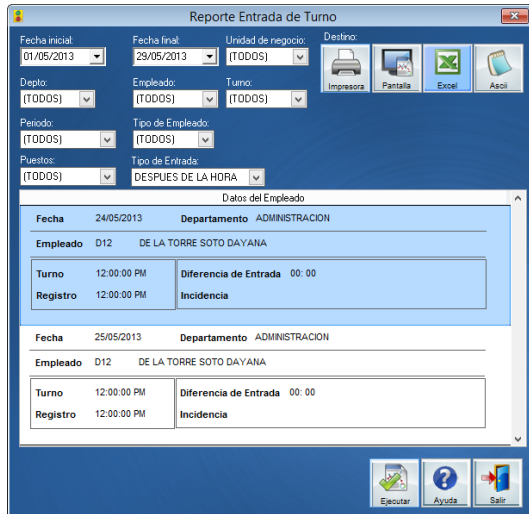 Reporte Entrada de Turno
Fecha inicial: Fecha final: Unidad de negocio: Destino:
01/05/2013 29/05/2013 (TODOS)
Impresora Pantalla Excel Ascii
Depto: Empleado: Turno:
(TODOS) (TODOS) (TODOS)
Periodo: Tipo de Empleado:
(TODOS) (TODOS)
Puestos: Tipo de Entrada:
(TODOS) DESPUES DE LA HORA
Datos del Empleado
Fecha 24/05/2013 Departamento ADMINISTRACION
Empleado D12 DE LA TORRE SOTO DAYANA
Turno 12:00:00 PM Diferencia de Entrada 00: 00
Registro 12:00:00 PM Incidencia
Fecha 25/05/2013 Departamento ADMINISTRACION
Empleado D12 DE LA TORRE SOTO DAYANA
Turno 12:00:00 PM Diferencia de Entrada 00: 00
Registro 12:00:00 PM Incidencia
Ejecutar Ayuda Salir